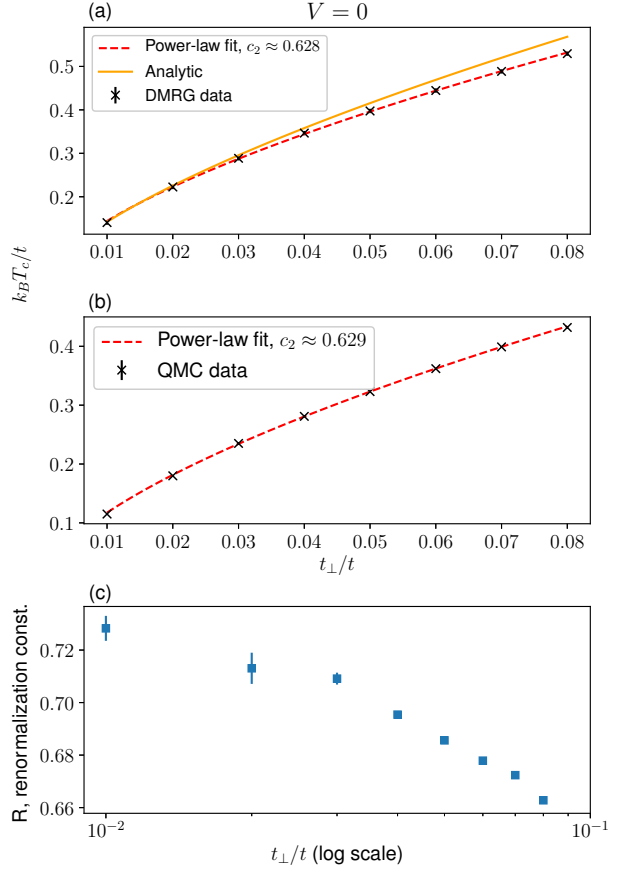 (a)
V = 0
Power-law fit, c₂ ≈ 0.628
Analytic
DMRG data
0.5
0.4
0.3
0.2
0.01 0.02 0.03 0.04 0.05 0.06 0.07 0.08
k_B T_c/t
(b)
Power-law fit, c₂ ≈ 0.629
QMC data
0.4
0.3
0.2
0.1
0.01 0.02 0.03 0.04 0.05 0.06 0.07 0.08
t⊥/t
(c)
R, renormalization const.
0.72
0.70
0.68
0.66
10⁻² 10⁻¹
t⊥/t (log scale)